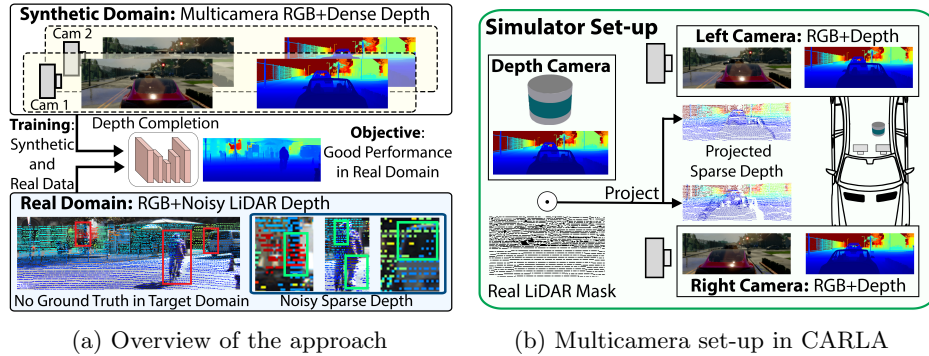 Synthetic Domain: Multicamera RGB+Dense Depth
Cam 2
Cam 1
Training:
Synthetic
and
Real Data
Depth Completion
Objective:
Good Performance
in Real Domain
Real Domain: RGB+Noisy LiDAR Depth
No Ground Truth in Target Domain
Noisy Sparse Depth
(a) Overview of the approach
Simulator Set-up
Left Camera: RGB+Depth
Depth Camera
Projected
Sparse Depth
Project
Real LiDAR Mask
Right Camera: RGB+Depth
(b) Multicamera set-up in CARLA